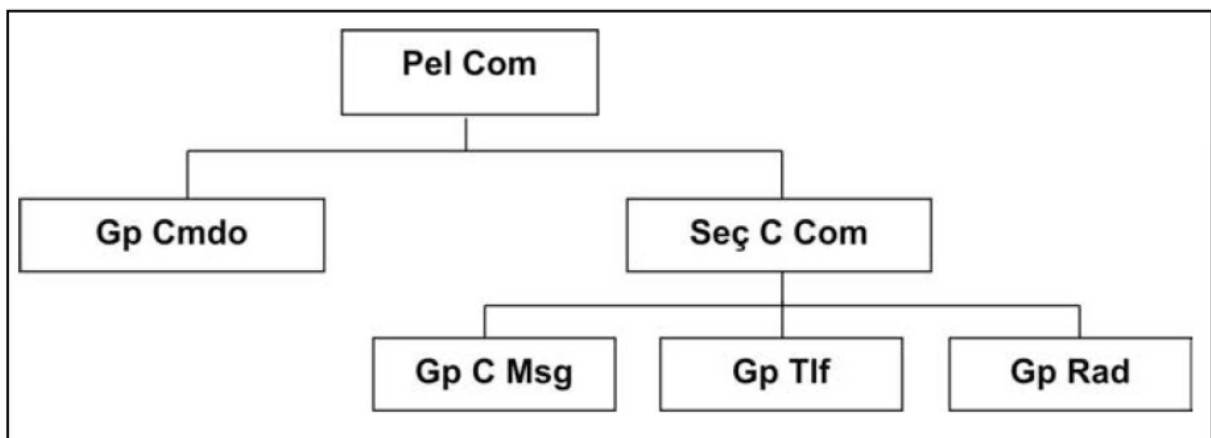 Pel Com
Gp Cmdo
Seç C Com
Gp C Msg
Gp Tlf
Gp Rad